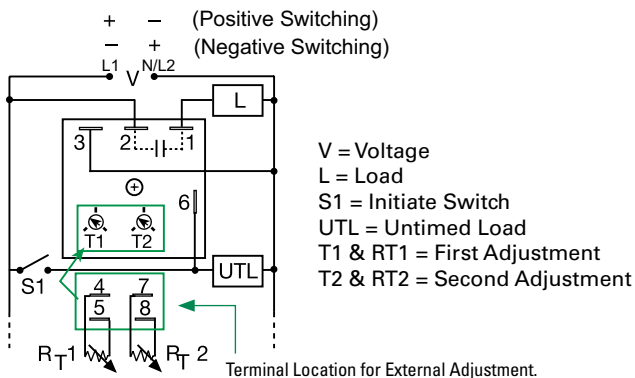 + – (Positive Switching)
– + (Negative Switching)
L1 V N/L2
L
3 2 1
6
T1 T2
S1 UTL
4 7
5 8
RT1 RT2
V = Voltage
L = Load
S1 = Initiate Switch
UTL = Untimed Load
T1 & RT1 = First Adjustment
T2 & RT2 = Second Adjustment
Terminal Location for External Adjustment.